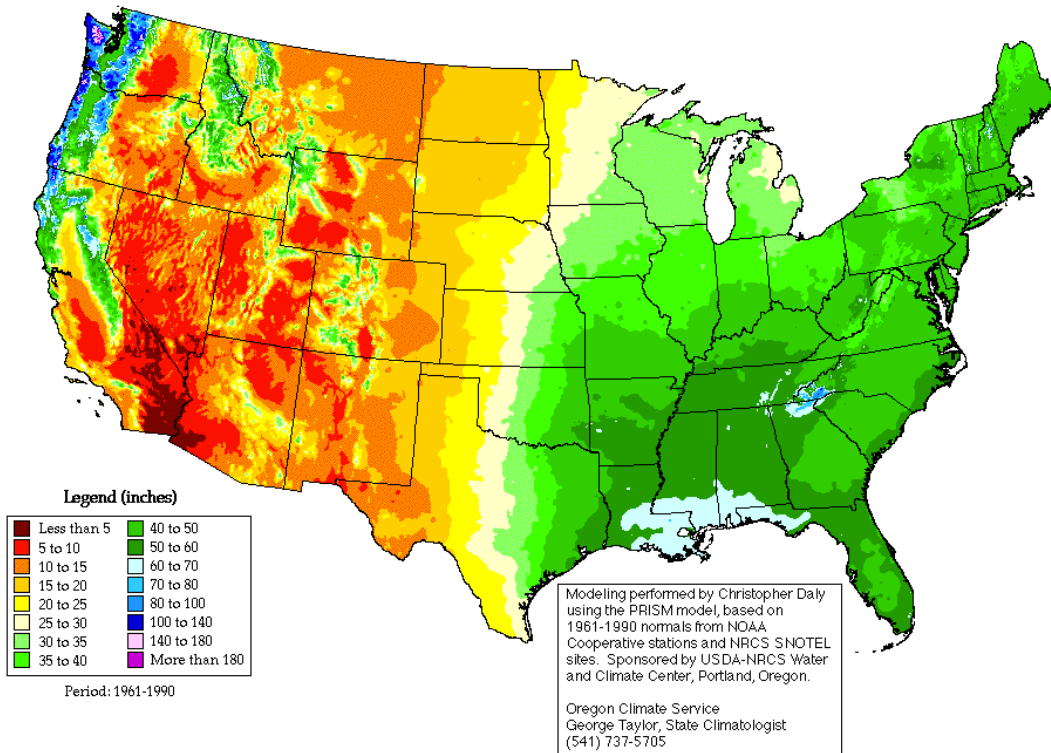 Legend (inches)
Less than 5
5 to 10
10 to 15
15 to 20
20 to 25
25 to 30
30 to 35
35 to 40
40 to 50
50 to 60
60 to 70
70 to 80
80 to 100
100 to 140
140 to 180
More than 180
Period: 1961-1990
Modeling performed by Christopher Daly
using the PRISM model, based on
1961-1990 normals from NOAA
Cooperative stations and NRCS SNOTEL
sites. Sponsored by USDA-NRCS Water
and Climate Center, Portland, Oregon.
Oregon Climate Service
George Taylor, State Climatologist
(541) 737-5705